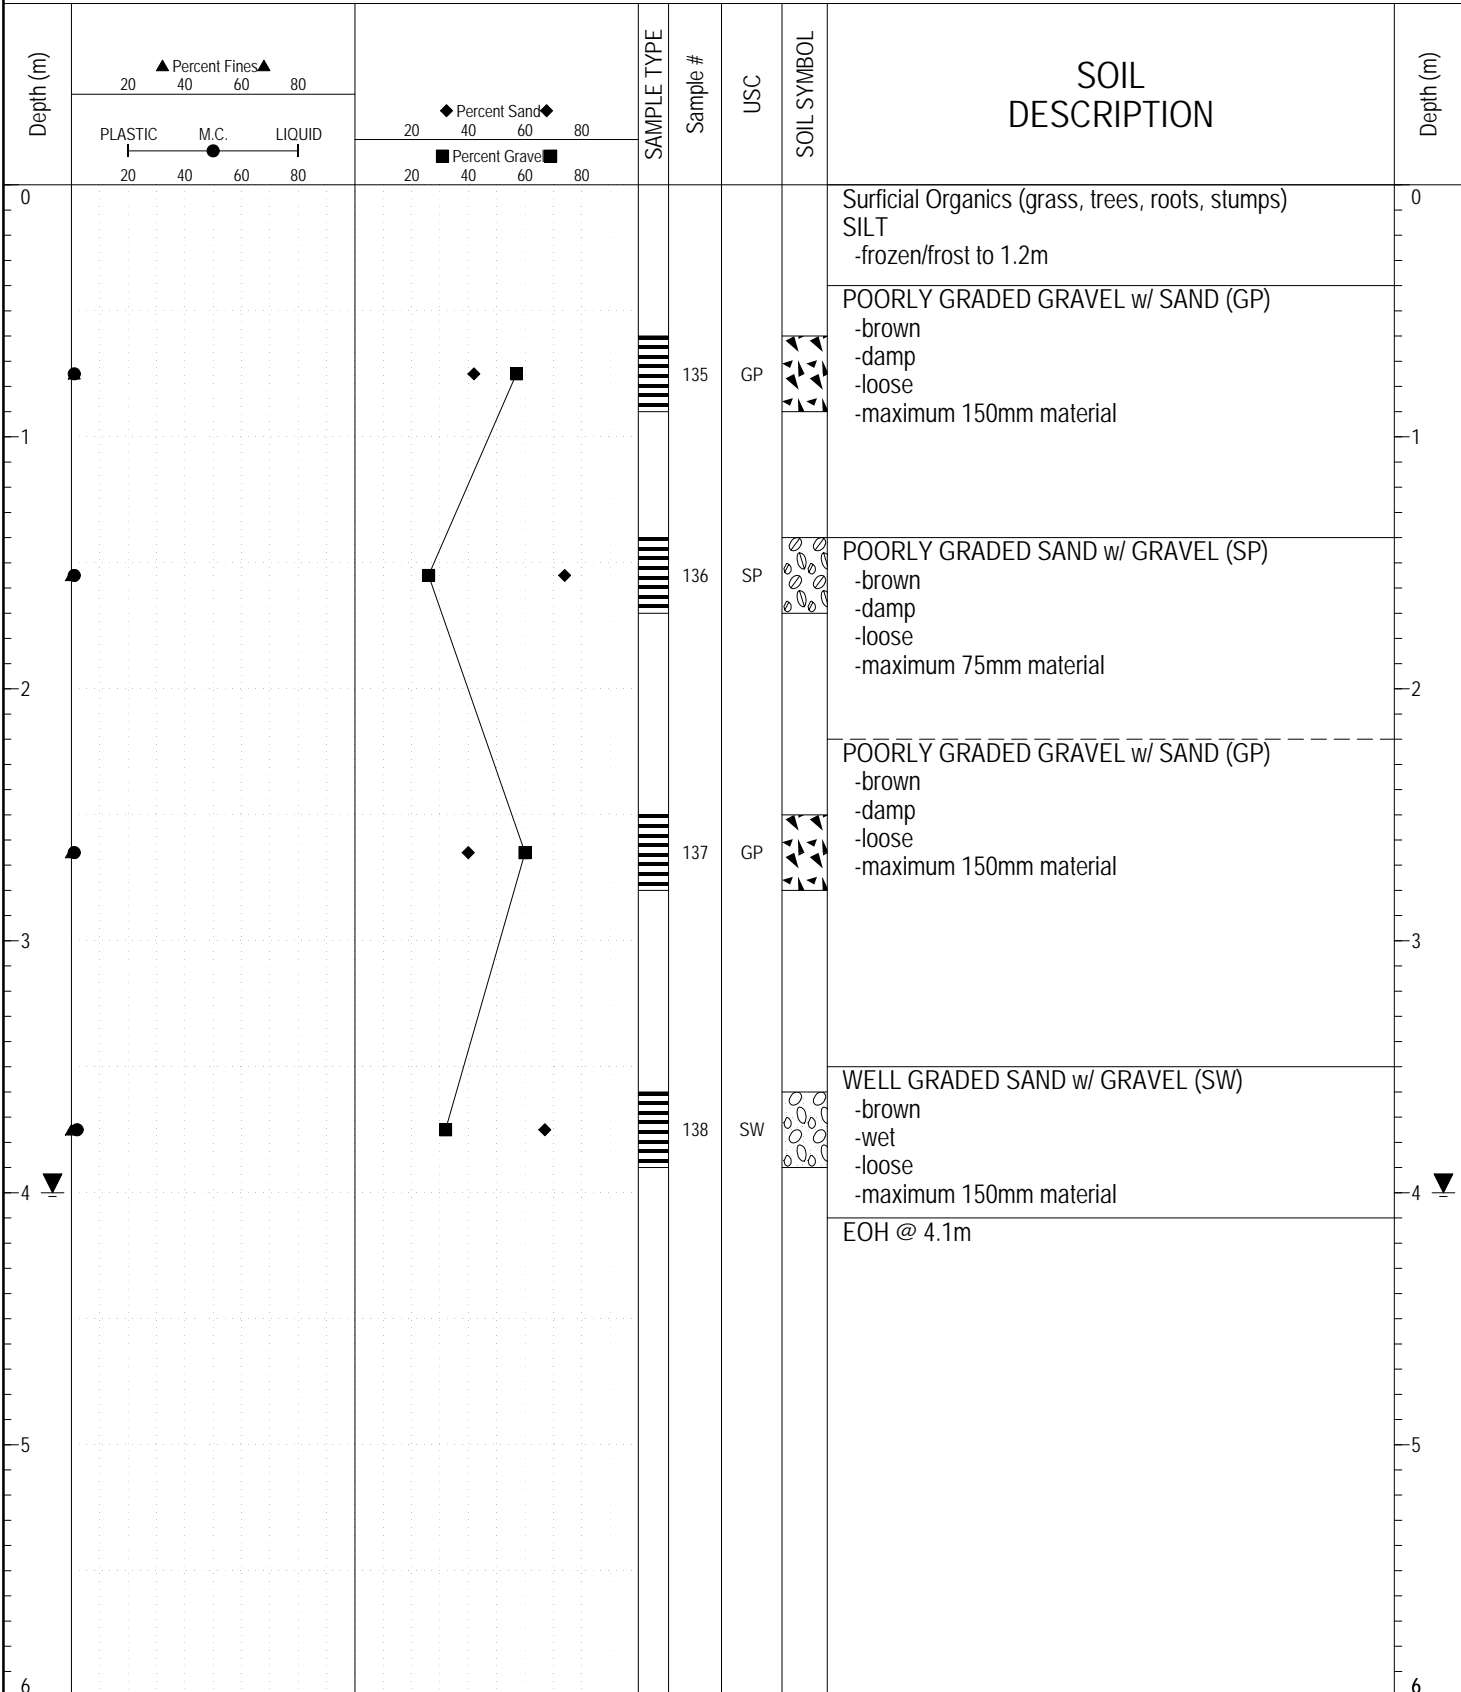 Depth (m)
▲ Percent Fines▲
20 40 60 80
PLASTIC M.C. LIQUID
20 40 60 80
◆ Percent Sand◆
20 40 60 80
■ Percent Gravel■
20 40 60 80
SAMPLE TYPE
Sample #
USC
SOIL SYMBOL
SOIL
DESCRIPTION
Depth (m)
0 0
Surficial Organics (grass, trees, roots, stumps)
SILT
-frozen/frost to 1.2m
POORLY GRADED GRAVEL w/ SAND (GP)
-brown
-damp
135 GP
-loose
-maximum 150mm material
1 1
POORLY GRADED SAND w/ GRAVEL (SP)
136 SP
-brown
-damp
-loose
-maximum 75mm material
2 2
POORLY GRADED GRAVEL w/ SAND (GP)
-brown
-damp
-loose
137 GP
-maximum 150mm material
3 3
WELL GRADED SAND w/ GRAVEL (SW)
-brown
138 SW
-wet
-loose
-maximum 150mm material
4 4
EOH @ 4.1m
5 5
6 6